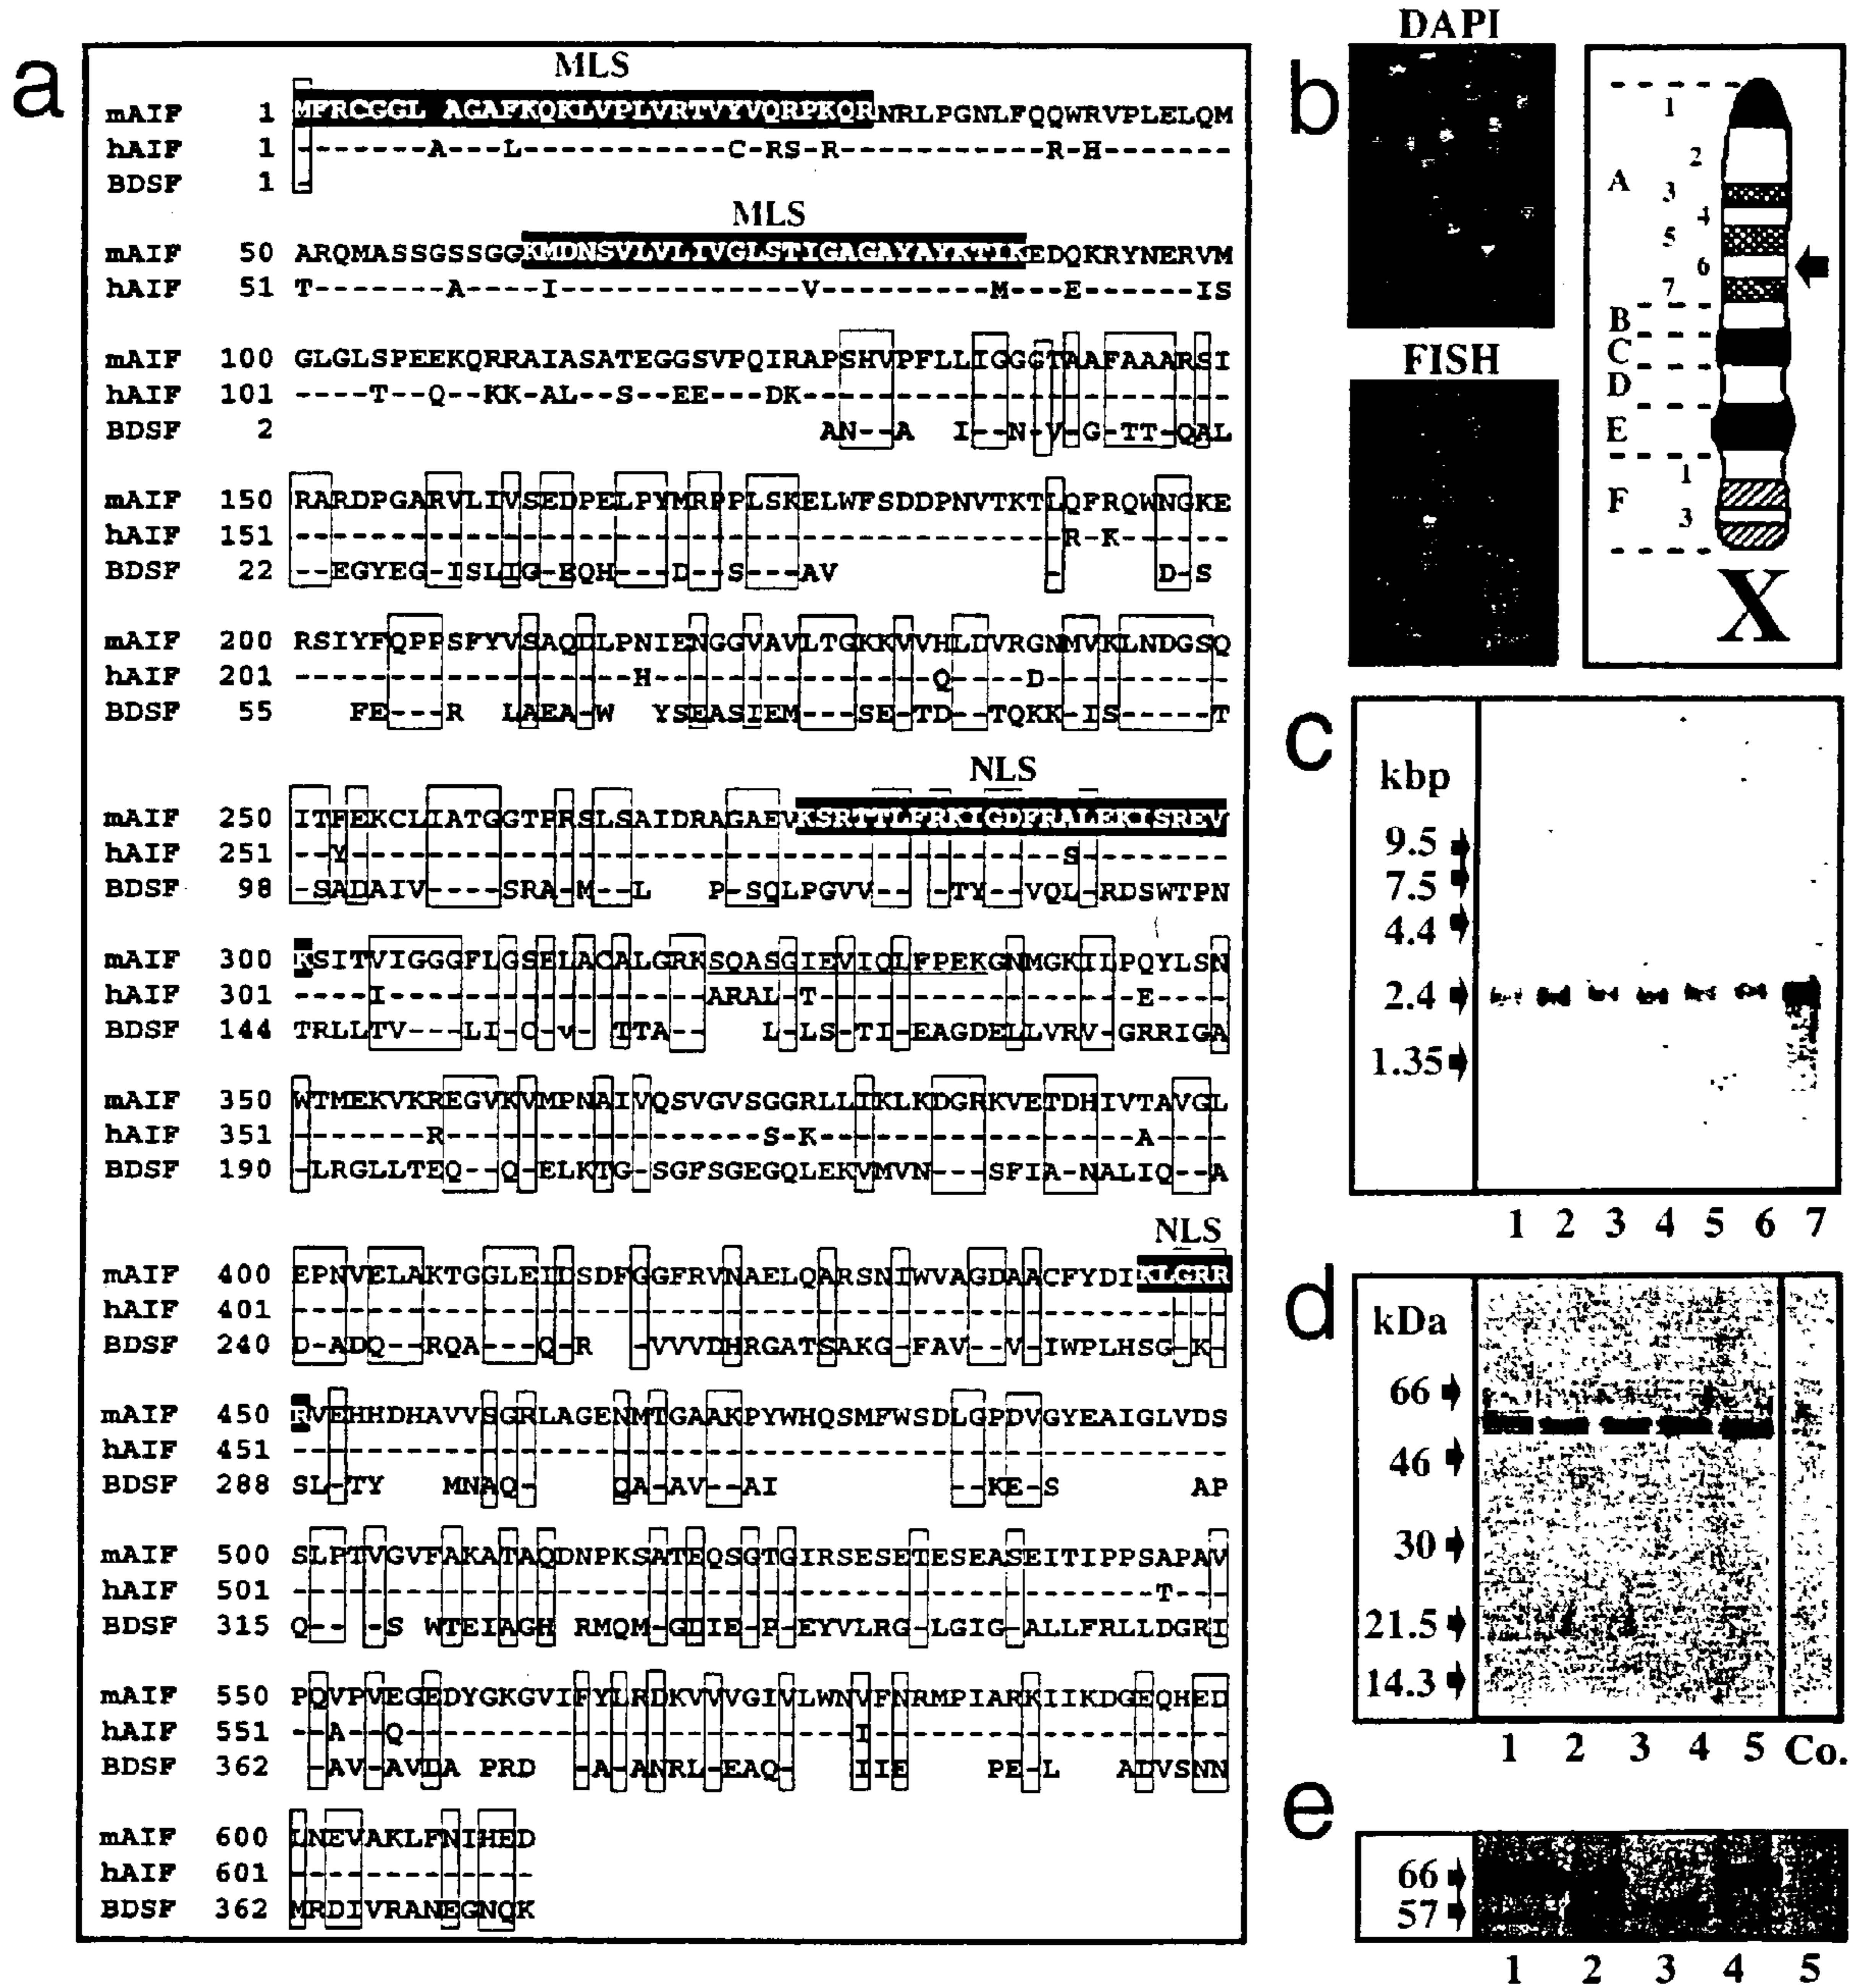 a
MLS
mAIF 1 MFRCGGL AGAFKQKLVPLVRTVYVQRPKQRNRLPGNLFQQWRVPLELQM
hAIF 1 -------A---L-----------C-RS-R-----------R-H-------
BDSF 1 -
MLS
mAIF 50 ARQMASSGSSGGKMDNSVLVLIVGLSTIGAGAYAYKTIKEDQKRYNERVM
hAIF 51 T-------A----I-------------V---------M---E------IS
mAIF 100 GLGLSPEEKQRRAIASATEGGSVPQIRAPSHVPFLLIGGGTAAFAAARSI
hAIF 101 ----T--Q--KK-AL--S--EE---DK-----------------------
BDSF 2 AN--A I--N-V-G-TT-QAL
mAIF 150 RARDPGARVLIVSEDPELPYMRPPLSKELWFSDDPNVTKTLQFRQWNGKE
hAIF 151 -----------------------------------------R-K------
BDSF 22 --EGYEG-ISLIG-EQH---D--S---AV - D-S
mAIF 200 RSIYFQPPSFYVSAQDLPNIENGGVAVLTGKKVVHLDVRGNMVKLNDGSQ
hAIF 201 ------------------H---------------Q----D----------
BDSF 55 FE---R LAEA-W YSEASIEM---SE-TD--TQKK-IS-----T
NLS
mAIF 250 ITFEKCLIATGGTPRSLSAIDRAGAEVKSRTTLFRKIGDFRALEKISREV
hAIF 251 --Y--------------------------------------S--------
BDSF 98 -SADAIV----SRA-M--L P-SQLPGVV-- -TY--VQL-RDSWTPN
mAIF 300 KSITVIGGGFLGSELACALGRKSQASGIEVIQLFPEKGNMGKILPQYLSN
hAIF 301 ----I-----------------ARAL-T-----------------E----
BDSF 144 TRLLTV---LI-C-V- TTA-- L-LS-TI-EAGDELLVRV-GRRIGA
mAIF 350 WTMEKVKREGVKVMPNAIVQSVGVSGGRLLIKLKDGRKVETDHIVTAVGL
hAIF 351 -------R-----------------S-K-----------------A----
BDSF 190 -LRGLLTEQ--Q-ELKTG-SGFSGEGQLEKVMVN---SFIA-NALIQ--A
NLS
mAIF 400 EPNVELAKTGGLEIDSDFGGFRVNAELQARSNIWVAGDAACFYDIKLGRR
hAIF 401 --------------------------------------------------
BDSF 240 D-ADQ--RQA---Q-R -VVVDHRGATSAKG-FAV--V-IWPLHSG-K-
mAIF 450 RVEHHDHAVVSGRLAGENMTGAAKPYWHQSMFWSDLGPDVGYEAIGLVDS
hAIF 451 --------------------------------------------------
BDSF 288 SL-TY MNAQ- QA-AV--AI --KE-S AP
mAIF 500 SLPTVGVFAKATAQDNPKSATEQSGTGIRSESETESEASEITIPPSAPAV
hAIF 501 ----------------------------------------------T---
BDSF 315 Q-- -S WTEIAGH RMQM-GDIE-P-EYVLRG-LGIG-ALLFRLLDGRI
mAIF 550 PQVPVEGEDYGKGVIFYLRDKVVVGIVLWNVFNRMPIARKIIKDGEQHED
hAIF 551 --A--Q------------------------I-------------------
BDSF 362 -AV-AVDA PRD -A-ANRL-EAQ- IIE PE-L ADVSNN
mAIF 600 LNEVAKLFNIHED
hAIF 601 -------------
BDSF 362 MRDIVRANEGNQK
b
DAPI
FISH
1
2
A
3
4
5
6
7
B
C
D
E
1
F
3
X
c
kbp
9.5
7.5
4.4
2.4
1.35
1 2 3 4 5 6 7
d
kDa
66
46
30
21.5
14.3
1 2 3 4 5 Co.
e
66
57
1 2 3 4 5